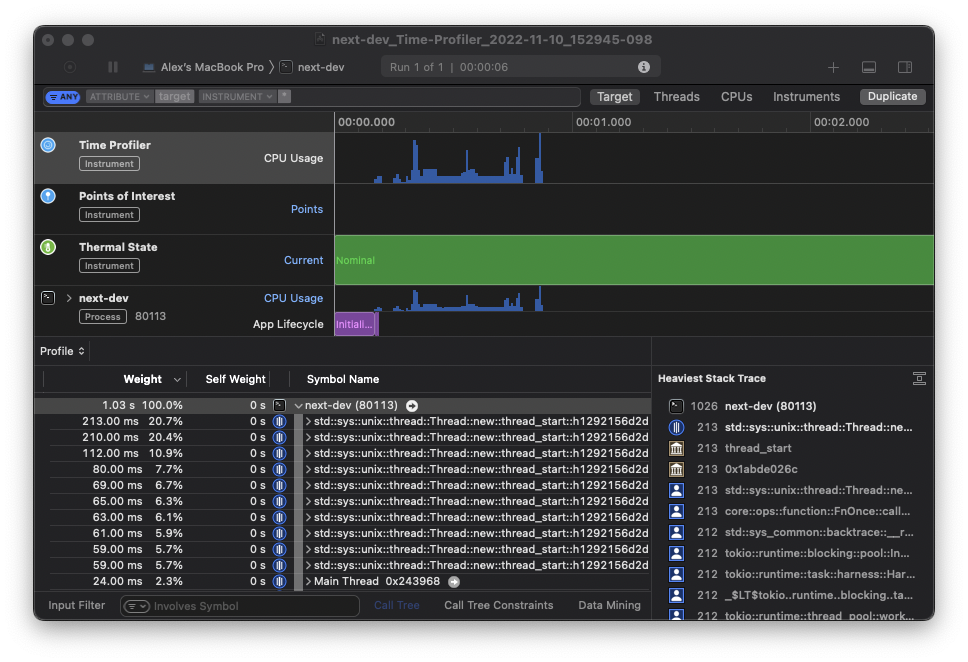 next-dev_Time-Profiler_2022-11-10_152945-098
Alex's MacBook Pro > next-dev
Run 1 of 1 | 00:00:06
ANY ATTRIBUTE target INSTRUMENT *
Target Threads CPUs Instruments Duplicate
00:00.000 00:01.000 00:02.000
Time Profiler
Instrument
CPU Usage
Points of Interest
Instrument
Points
Thermal State
Instrument
Current
Nominal
next-dev
CPU Usage
Process 80113
App Lifecycle
Initiali...
Profile
Weight Self Weight Symbol Name
1.03 s 100.0% 0 s next-dev (80113)
213.00 ms 20.7% 0 s std::sys::unix::thread::Thread::new::thread_start::h1292156d2d
210.00 ms 20.4% 0 s std::sys::unix::thread::Thread::new::thread_start::h1292156d2d
112.00 ms 10.9% 0 s std::sys::unix::thread::Thread::new::thread_start::h1292156d2d
80.00 ms 7.7% 0 s std::sys::unix::thread::Thread::new::thread_start::h1292156d2d
69.00 ms 6.7% 0 s std::sys::unix::thread::Thread::new::thread_start::h1292156d2d
65.00 ms 6.3% 0 s std::sys::unix::thread::Thread::new::thread_start::h1292156d2d
63.00 ms 6.1% 0 s std::sys::unix::thread::Thread::new::thread_start::h1292156d2d
61.00 ms 5.9% 0 s std::sys::unix::thread::Thread::new::thread_start::h1292156d2d
59.00 ms 5.7% 0 s std::sys::unix::thread::Thread::new::thread_start::h1292156d2d
59.00 ms 5.7% 0 s std::sys::unix::thread::Thread::new::thread_start::h1292156d2d
24.00 ms 2.3% 0 s Main Thread 0x243968
Input Filter Involves Symbol Call Tree Call Tree Constraints Data Mining
Heaviest Stack Trace
1026 next-dev (80113)
213 std::sys::unix::thread::Thread::ne...
213 thread_start
213 0x1abde026c
213 std::sys::unix::thread::Thread::ne...
213 core::ops::function::FnOnce::call...
212 std::sys_common::backtrace::__r...
212 tokio::runtime::blocking::pool::In...
212 tokio::runtime::task::harness::Har...
212 _$LT$tokio..runtime..blocking..ta...
212 tokio::runtime::thread_pool::work...